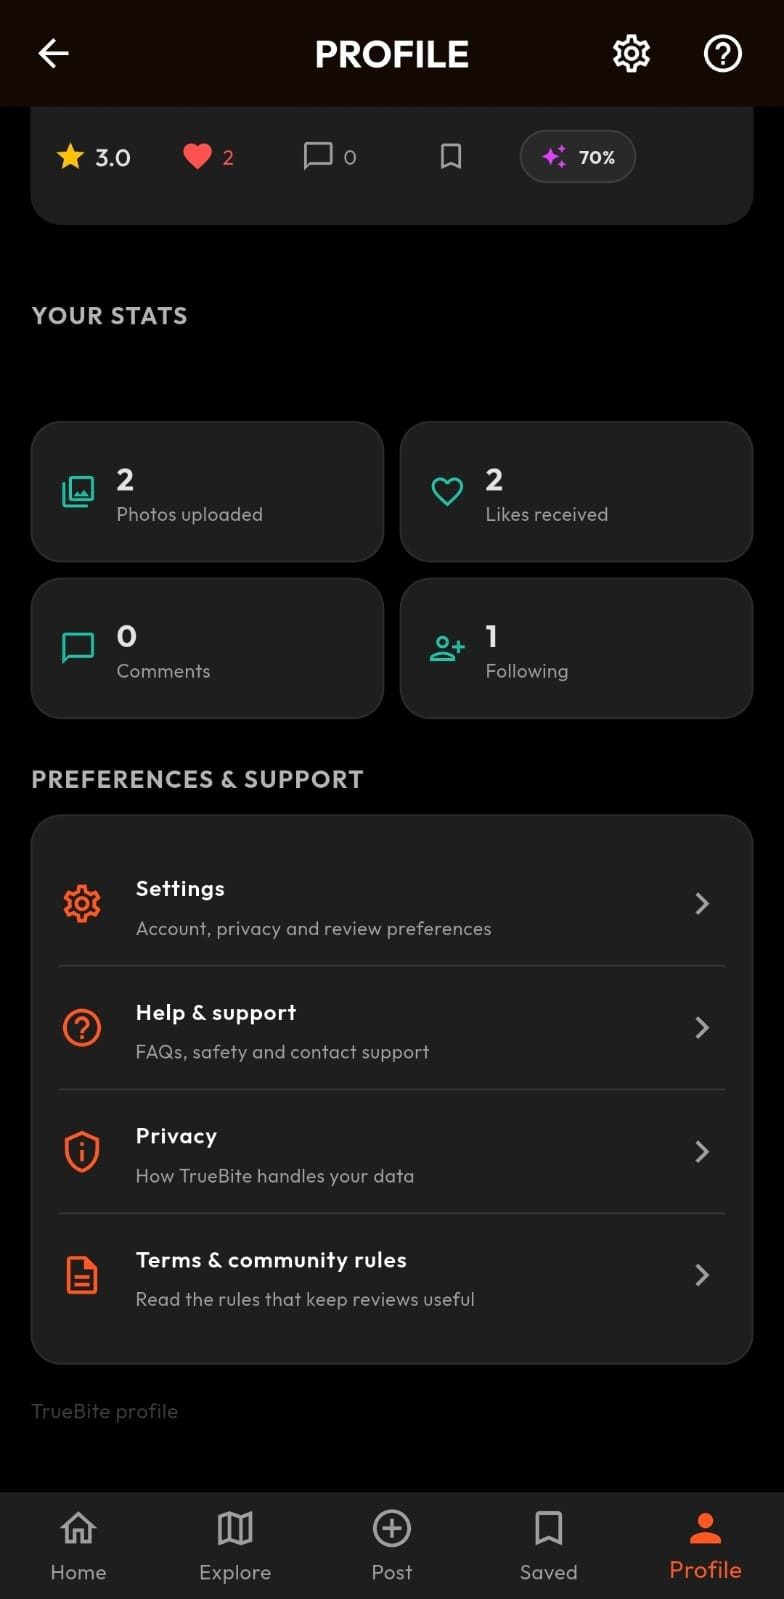 PROFILE
3.0 2 0 70%
YOUR STATS
2
Photos uploaded
2
Likes received
0
Comments
1
Following
PREFERENCES & SUPPORT
Settings
Account, privacy and review preferences
Help & support
FAQs, safety and contact support
Privacy
How TrueBite handles your data
Terms & community rules
Read the rules that keep reviews useful
TrueBite profile
Home Explore Post Saved Profile